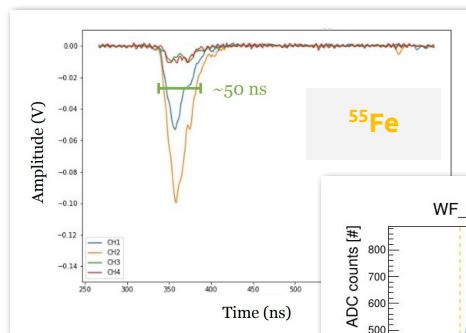 0.00
−0.02
−0.04
−0.06
−0.08
−0.10
−0.12
−0.14
Amplitude (V)
~50 ns
⁵⁵Fe
CH1
CH2
CH3
CH4
250
300
350
400
450
500
Time (ns)
WF_
ADC counts [#]
800
700
600
500